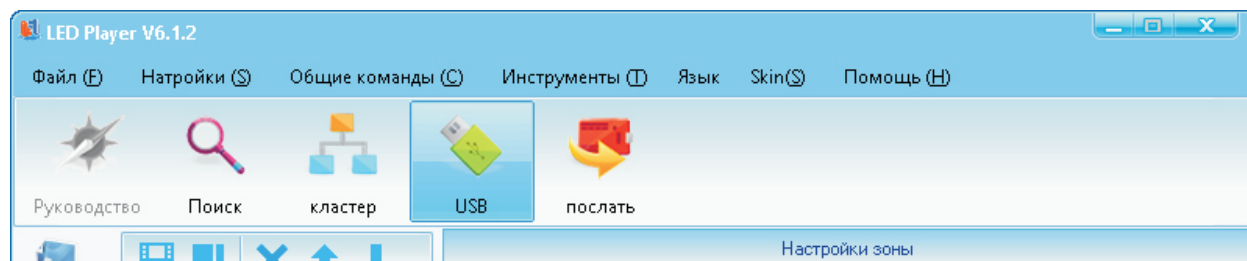 LED Player V6.1.2
Файл (F) Натройки (S) Общие команды (C) Инструменты (T) Язык Skin(S) Помощь (H)
Руководство Поиск кластер USB послать
Настройки зоны